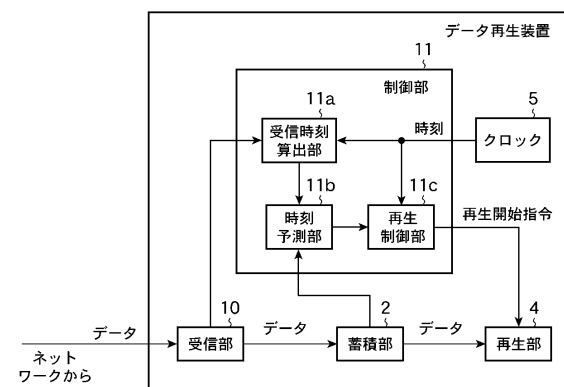 データ再生装置
11
制御部
11a
受信時刻
算出部
時刻
5
クロック
11b
時刻
予測部
11c
再生
制御部
再生開始指令
データ
10
受信部
データ
2
蓄積部
データ
4
再生部
ネット
ワークから